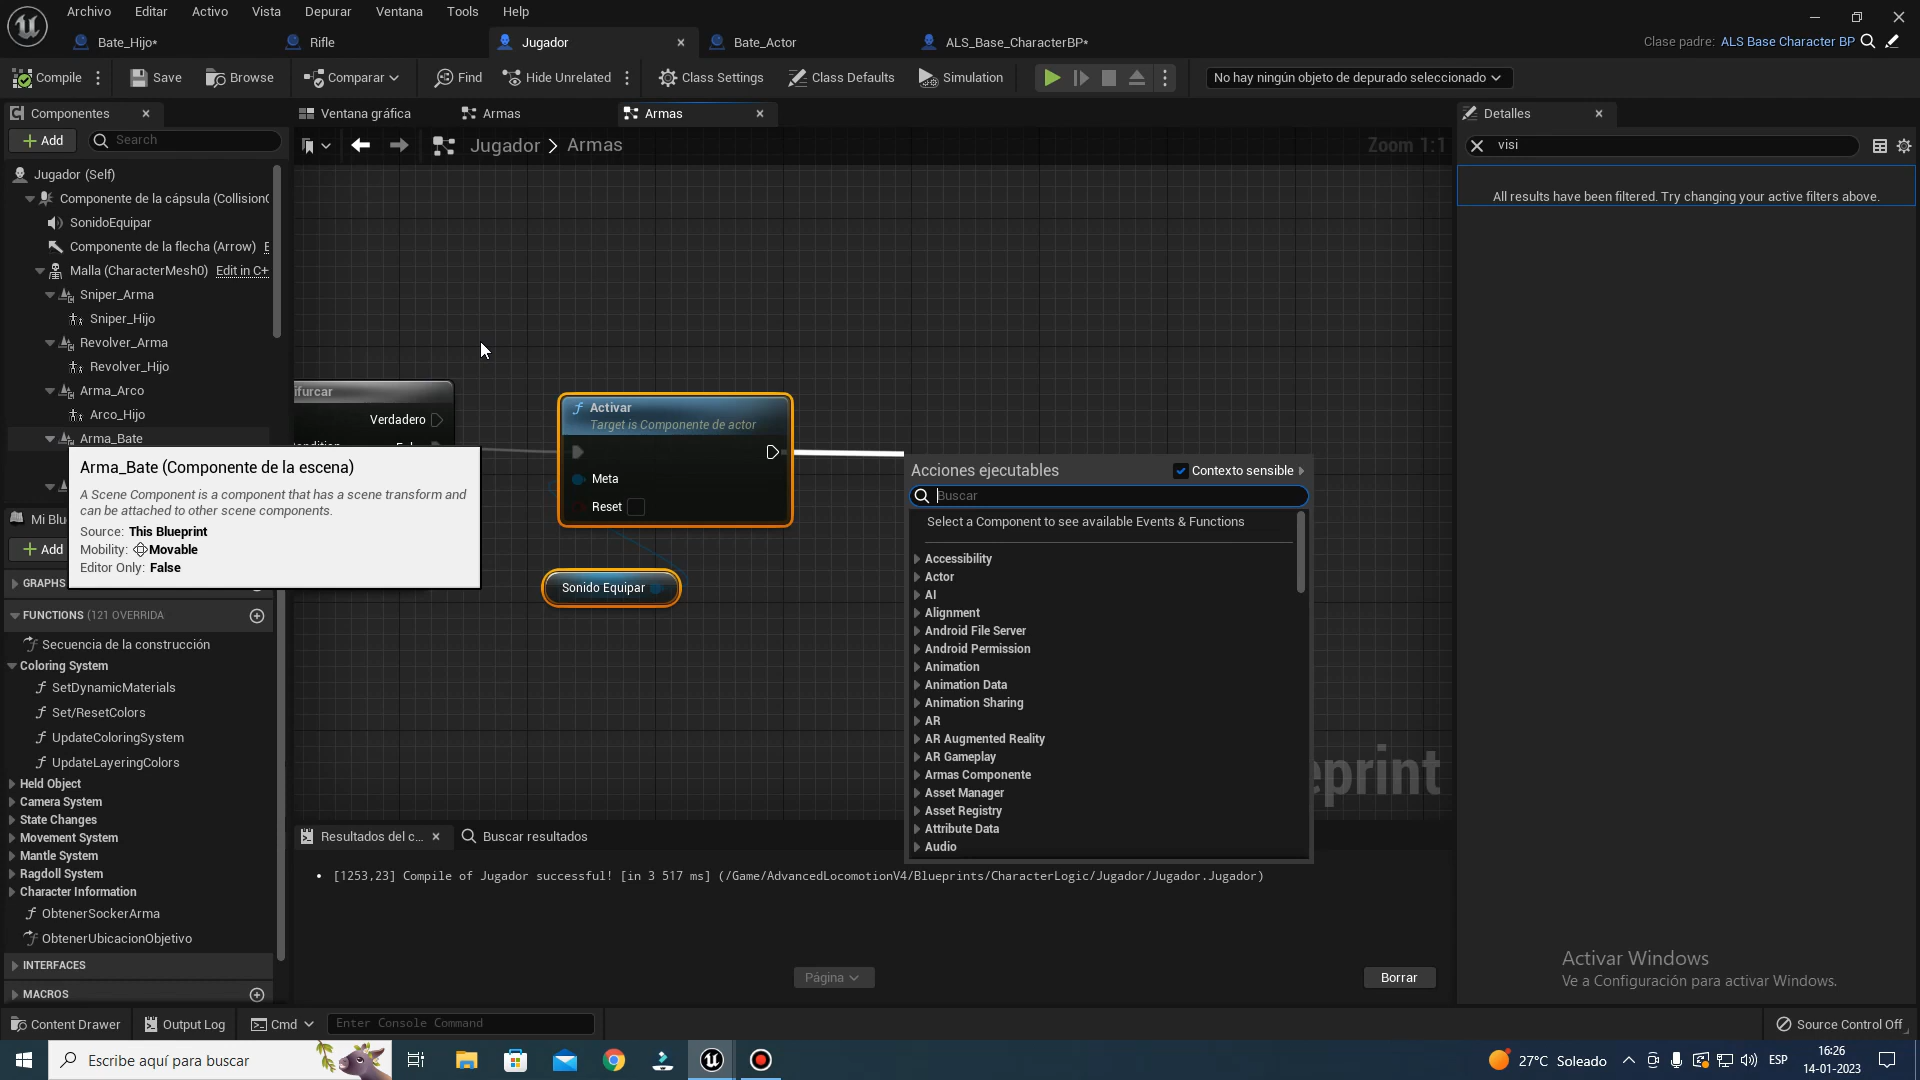 Archivo Editar Activo Vista Depurar Ventana Tools Help
Bate_Hijo* Rifle Jugador Bate_Actor ALS_Base_CharacterBP* Clase padre: ALS Base Character BP
Compile Save Browse Comparar Find Hide Unrelated Class Settings Class Defaults Simulation No hay ningún objeto de depurado seleccionado
Componentes Ventana gráfica Armas Armas Detalles
Add Search Jugador > Armas Zoom 1:1 visi
Jugador (Self)
Componente de la cápsula (Collision
SonidoEquipar
Componente de la flecha (Arrow) E
Malla (CharacterMesh0) Edit in C+
Sniper_Arma
Sniper_Hijo
Revolver_Arma
Revolver_Hijo
Arma_Arco
Arco_Hijo
Arma_Bate
Arma_Bate (Componente de la escena)
A Scene Component is a component that has a scene transform and
can be attached to other scene components.
Source: This Blueprint
Mobility: Movable
Editor Only: False
Mi Blu
Add
GRAPHS
FUNCTIONS (121 OVERRIDA
Secuencia de la construcción
Coloring System
SetDynamicMaterials
Set/ResetColors
UpdateColoringSystem
UpdateLayeringColors
Held Object
Camera System
State Changes
Movement System
Mantle System
Ragdoll System
Character Information
ObtenerSockerArma
ObtenerUbicacionObjetivo
INTERFACES
MACROS
ifurcar
Verdadero
Activar
Target is Componente de actor
Meta
Reset
Sonido Equipar
Acciones ejecutables Contexto sensible
Buscar
Select a Component to see available Events & Functions
Accessibility
Actor
AI
Alignment
Android File Server
Android Permission
Animation
Animation Data
Animation Sharing
AR
AR Augmented Reality
AR Gameplay
Armas Componente
Asset Manager
Asset Registry
Attribute Data
Audio
eprint
All results have been filtered. Try changing your active filters above.
Resultados del c... Buscar resultados
• [1253,23] Compile of Jugador successful! [in 3 517 ms] (/Game/AdvancedLocomotionV4/Blueprints/CharacterLogic/Jugador/Jugador.Jugador)
Página Borrar
Activar Windows
Ve a Configuración para activar Windows.
Content Drawer Output Log Cmd Enter Console Command Source Control Off
Escribe aquí para buscar 27°C Soleado ESP 16:26
14-01-2023